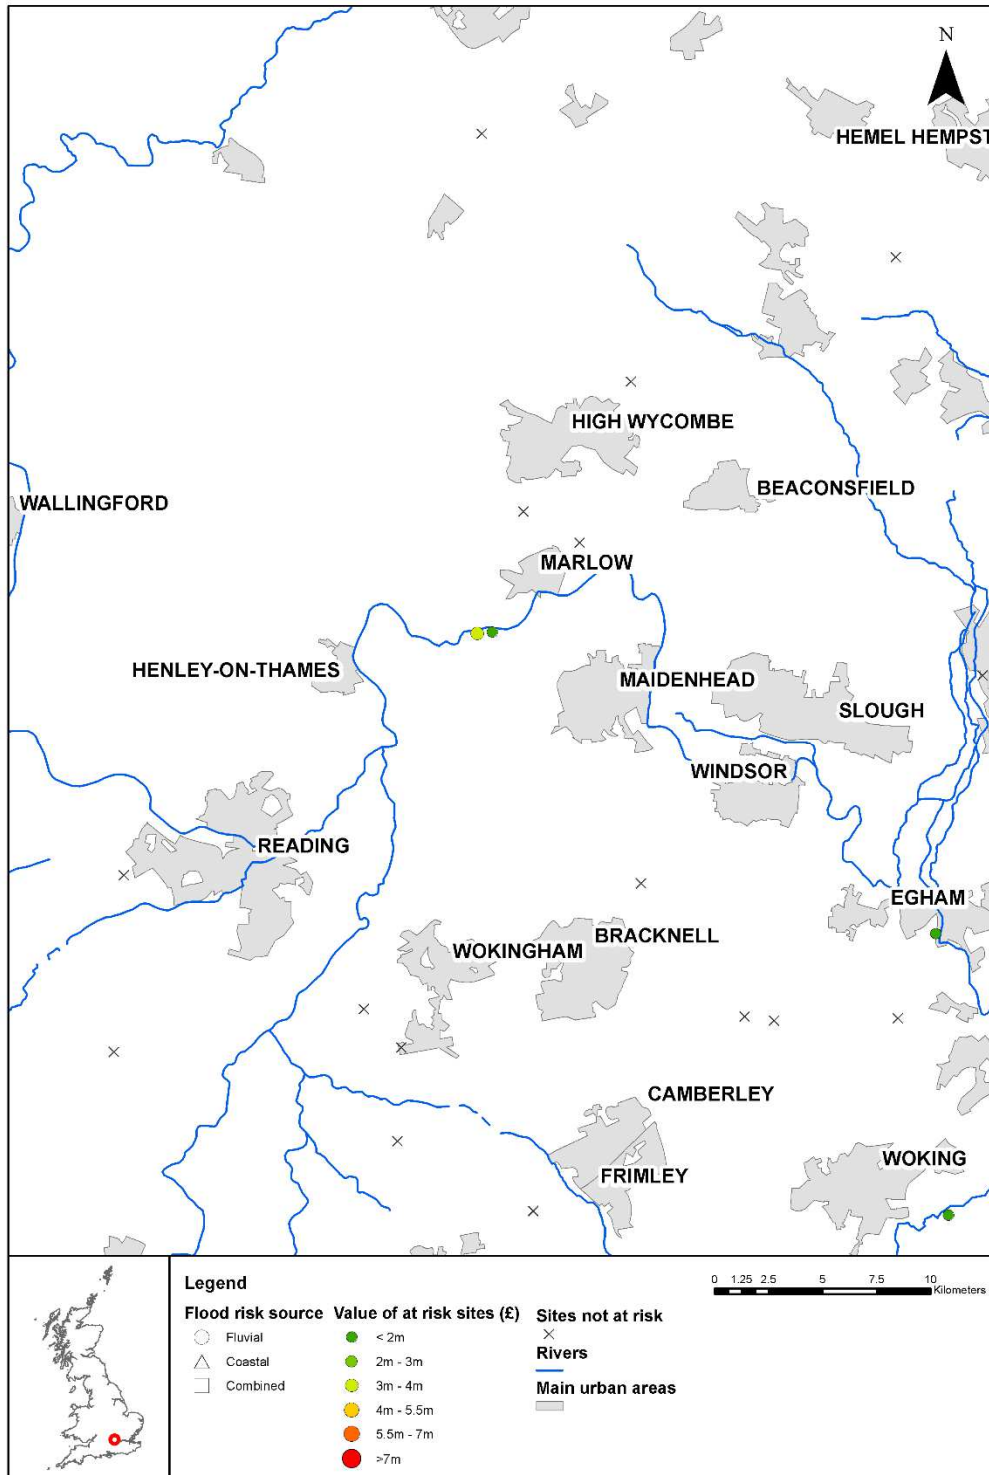 N
HEMEL HEMPST
HIGH WYCOMBE
BEACONSFIELD
WALLINGFORD
MARLOW
HENLEY-ON-THAMES
MAIDENHEAD
SLOUGH
WINDSOR
READING
EGHAM
BRACKNELL
WOKINGHAM
CAMBERLEY
WOKING
FRIMLEY
Legend
Flood risk source
Fluvial
Coastal
Combined
Value of at risk sites (£)
< 2m
2m - 3m
3m - 4m
4m - 5.5m
5.5m - 7m
>7m
Sites not at risk
Rivers
Main urban areas
0 1.25 2.5 5 7.5 10
Kilometers